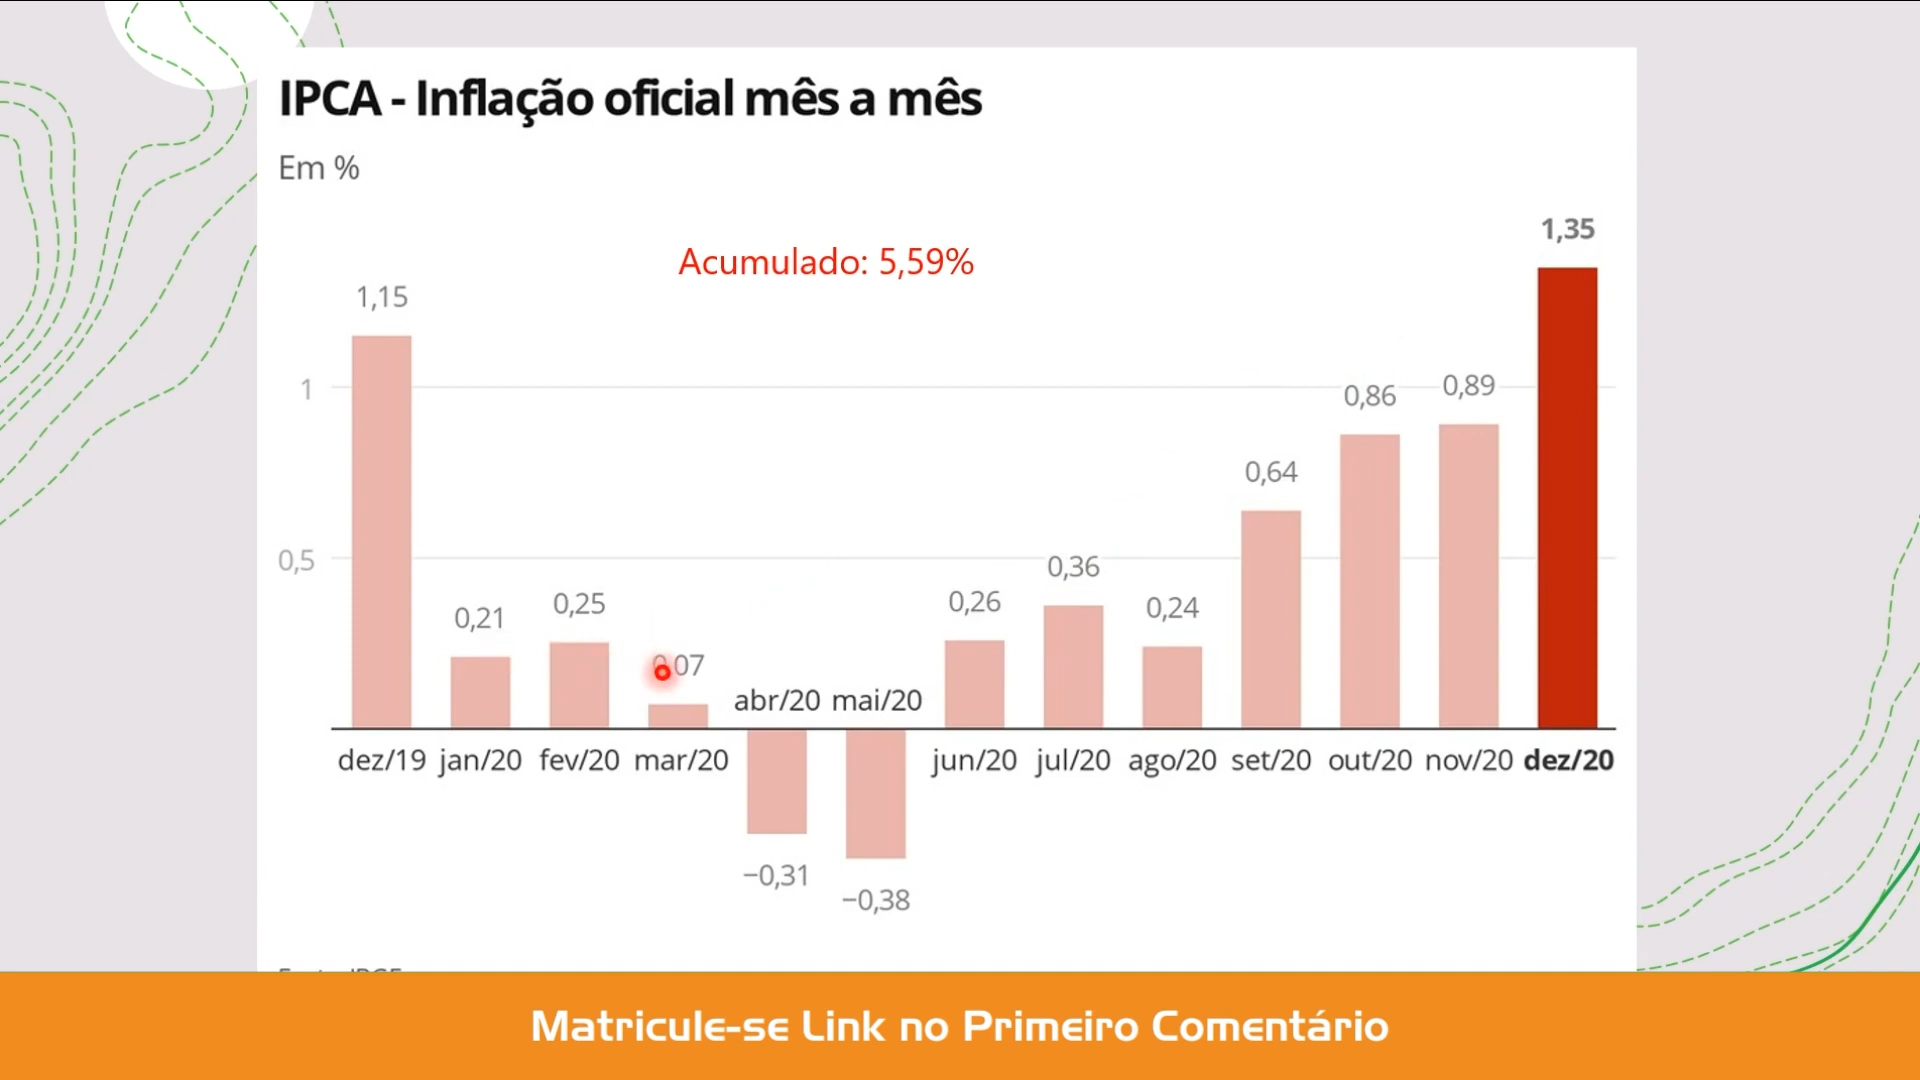 IPCA - Inflação oficial mês a mês
Em %
Acumulado: 5,59%
1,35
1,15
1
0,86
0,89
0,64
0,5
0,36
0,21
0,25
0,26
0,24
0,07
abr/20 mai/20
dez/19 jan/20 fev/20 mar/20 jun/20 jul/20 ago/20 set/20 out/20 nov/20 dez/20
−0,31
−0,38
Matricule-se Link no Primeiro Comentário